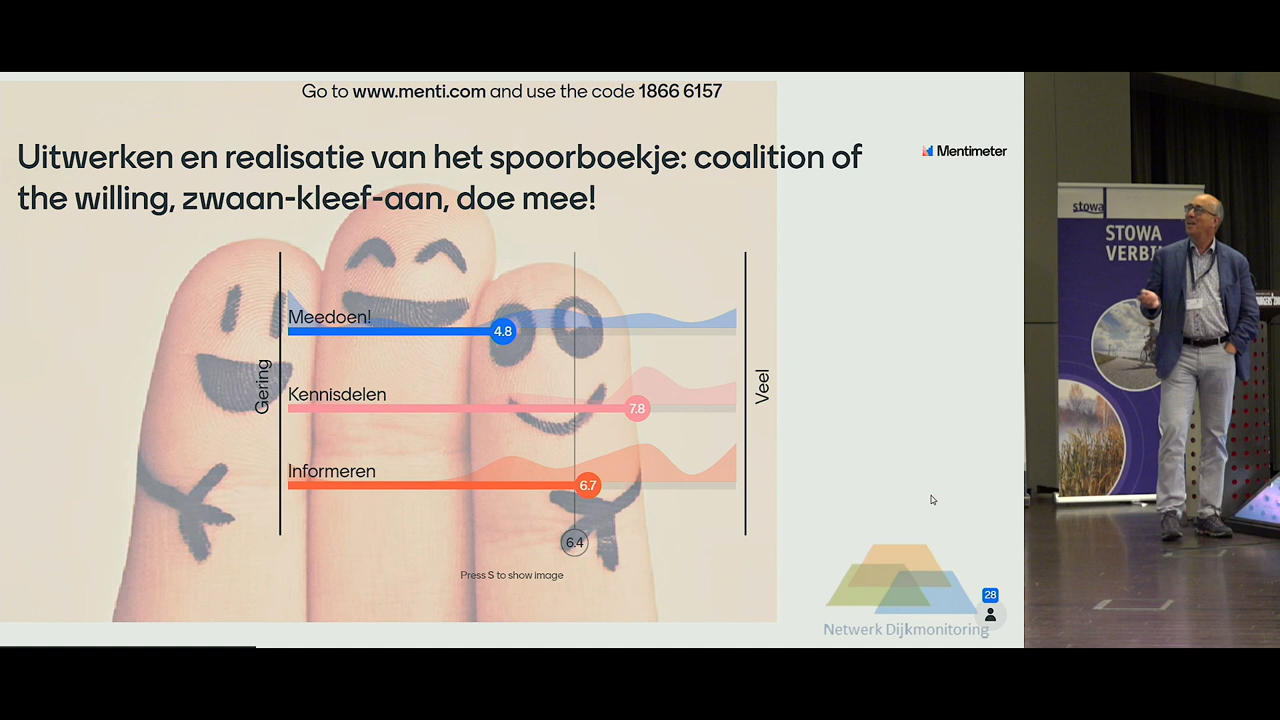 Go to www.menti.com and use the code 1866 6157
Uitwerken en realisatie van het spoorboekje: coalition of
the willing, zwaan-kleef-aan, doe mee!
Mentimeter
Gering
Meedoen!
4.8
Kennisdelen
7.8
Informeren
6.7
6.4
Veel
Press S to show image
28
Netwerk Dijkmonitoring
stowa
STOWA